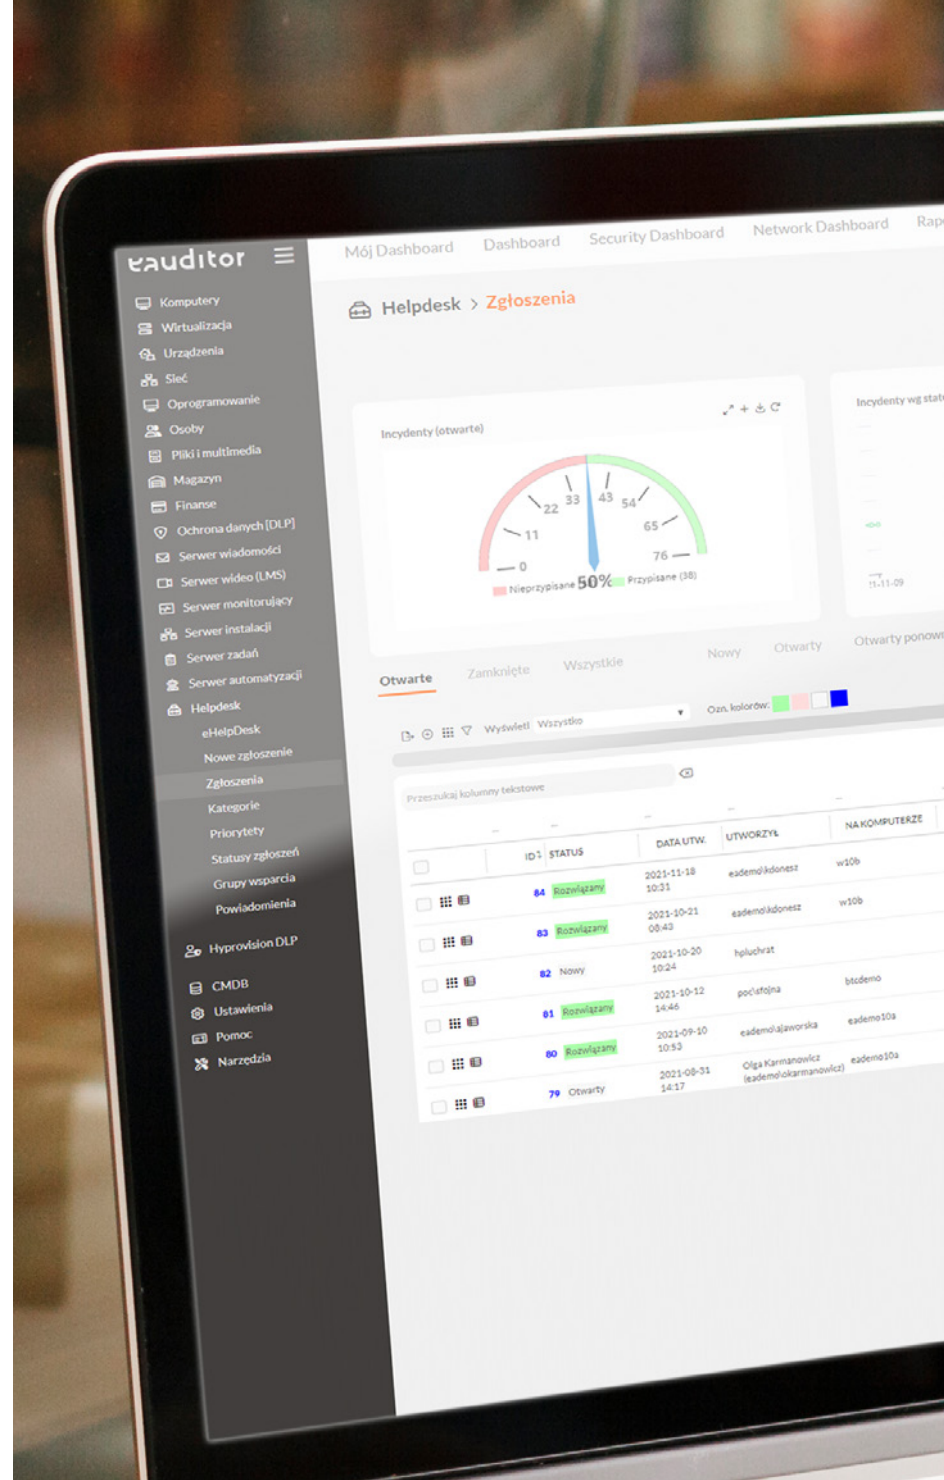 eauditor
Mój Dashboard Dashboard Security Dashboard Network Dashboard
Komputery
Wirtualizacja
Urządzenia
Sieć
Oprogramowanie
Osoby
Pliki i multimedia
Magazyn
Finanse
Ochrona danych [DLP]
Serwer wiadomości
Serwer wideo (LMS)
Serwer monitorujący
Serwer instalacji
Serwer zadań
Serwer automatyzacji
Helpdesk
eHelpDesk
Nowe zgłoszenie
Zgłoszenia
Kategorie
Priorytety
Statusy zgłoszeń
Grupy wsparcia
Powiadomienia
Hyprovision DLP
CMDB
Ustawienia
Pomoc
Narzędzia
Helpdesk > Zgłoszenia
Incydenty (otwarte)
0 11 22 33 43 54 65 76
Nieprzypisane 50% Przypisane (38)
Incydenty wg
11-09
Otwarte Zamknięte Wszystkie Nowy Otwarty Otwarty
Wyświetl Wszystko Ozn. kolorów:
Przeszukaj kolumny tekstowe
ID STATUS DATA UTW. UTWORZYŁ NA KOMPUTERZE
84 Rozwiązany 2021-11-18 10:31 eademo\kdonesz w10b
83 Rozwiązany 2021-10-21 08:43 eademo\kdonesz w10b
82 Nowy 2021-10-20 10:24 hpluchrat
81 Rozwiązany 2021-10-12 14:46 poc\sfojna btcdemo
80 Rozwiązany 2021-09-10 10:53 eademo\ajaworska eademo10a
79 Otwarty 2021-08-31 14:17 Olga Karmanowicz (eademo\okarmanowicz) eademo10a